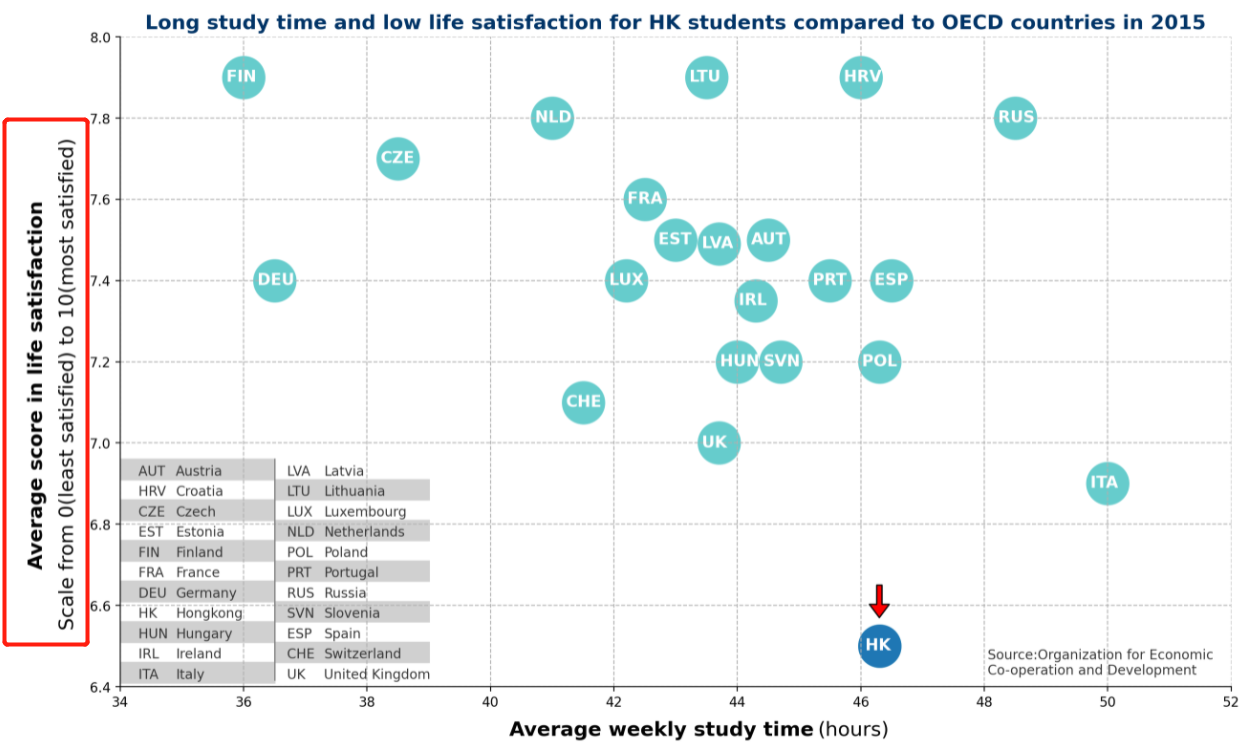 Long study time and low life satisfaction for HK students compared to OECD countries in 2015
Average score in life satisfaction
Scale from 0(least satisfied) to 10(most satisfied)
8.0
7.8
7.6
7.4
7.2
7.0
6.8
6.6
6.4
FIN
LTU
HRV
NLD
RUS
CZE
FRA
EST
LVA
AUT
DEU
LUX
IRL
PRT
ESP
HUN
SVN
POL
CHE
UK
ITA
HK
AUT Austria
HRV Croatia
CZE Czech
EST Estonia
FIN Finland
FRA France
DEU Germany
HK Hongkong
HUN Hungary
IRL Ireland
ITA Italy
LVA Latvia
LTU Lithuania
LUX Luxembourg
NLD Netherlands
POL Poland
PRT Portugal
RUS Russia
SVN Slovenia
ESP Spain
CHE Switzerland
UK United Kingdom
Source:Organization for Economic
Co-operation and Development
34 36 38 40 42 44 46 48 50 52
Average weekly study time (hours)